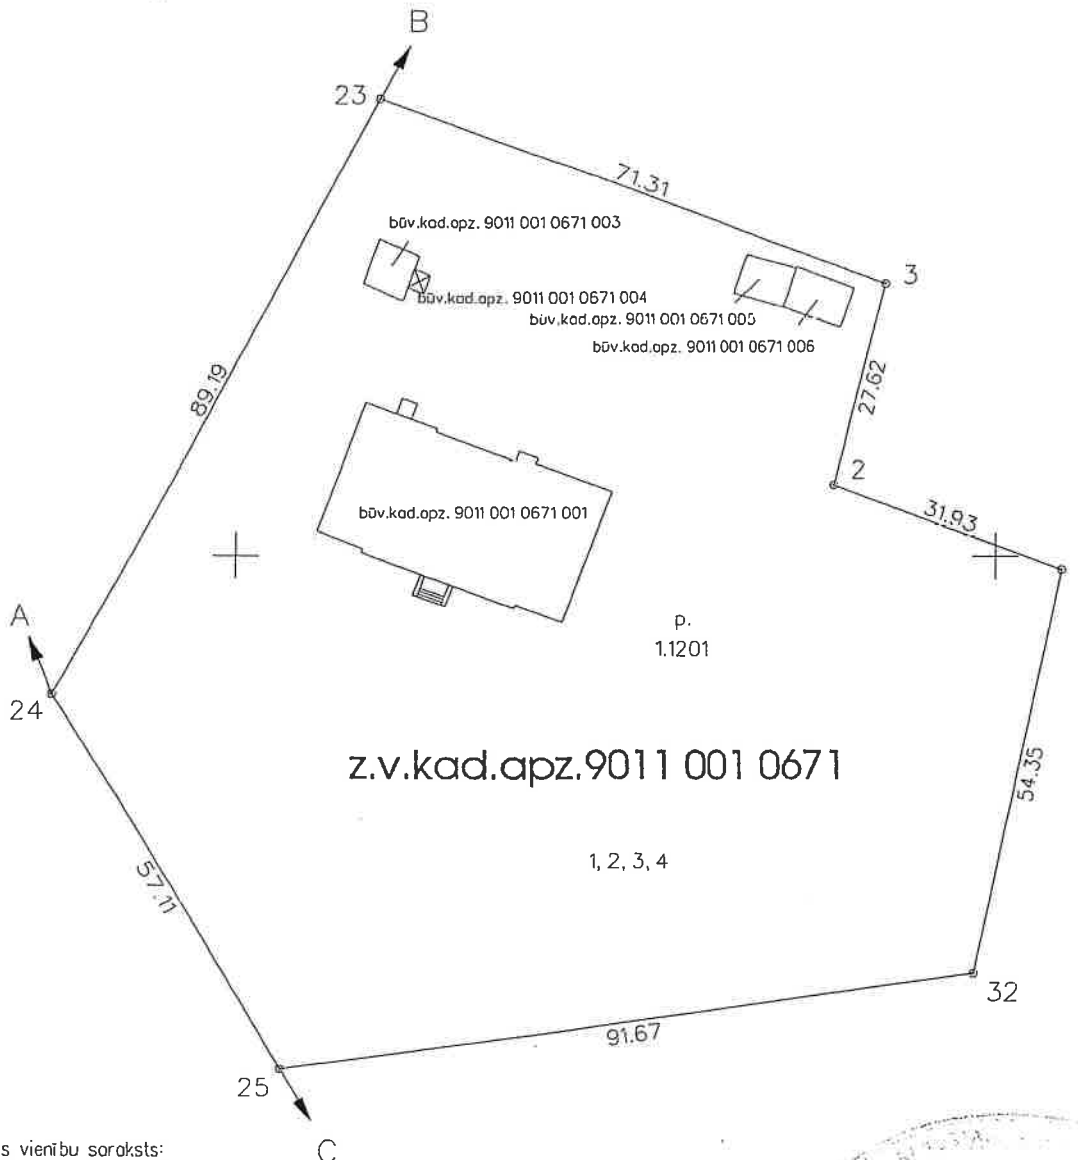 B
23
71.31
būv.kad.apz. 9011 001 0671 003
3
būv.kad.apz. 9011 001 0671 004
būv.kad.apz. 9011 001 0671 005
būv.kad.apz. 9011 001 0671 006
89.19
27.62
2
būv.kad.apz. 9011 001 0671 001
31.93
A
p.
1.1201
24
z.v.kad.apz.9011 001 0671
54.35
1, 2, 3, 4
57.11
32
91.67
25
C
s vienību saraksts: